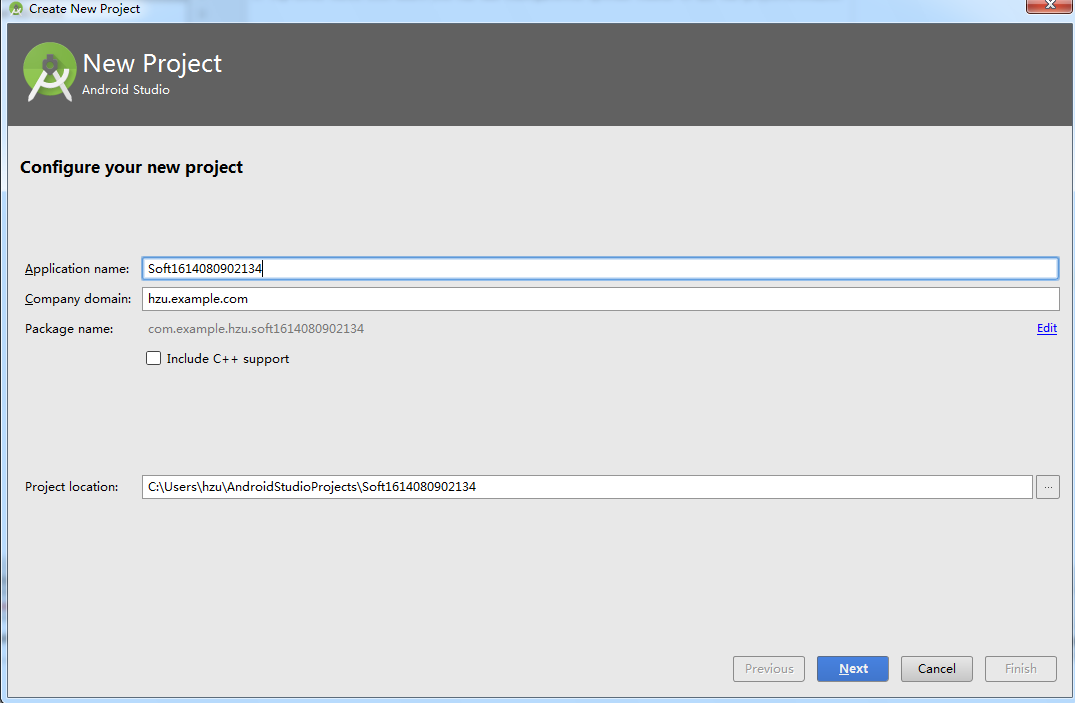 Create New Project
New Project
Android Studio
Configure your new project
Application name: Soft1614080902134
Company domain: hzu.example.com
Package name: com.example.hzu.soft1614080902134 Edit
Include C++ support
Project location: C:\Users\hzu\AndroidStudioProjects\Soft1614080902134 ...
Previous Next Cancel Finish